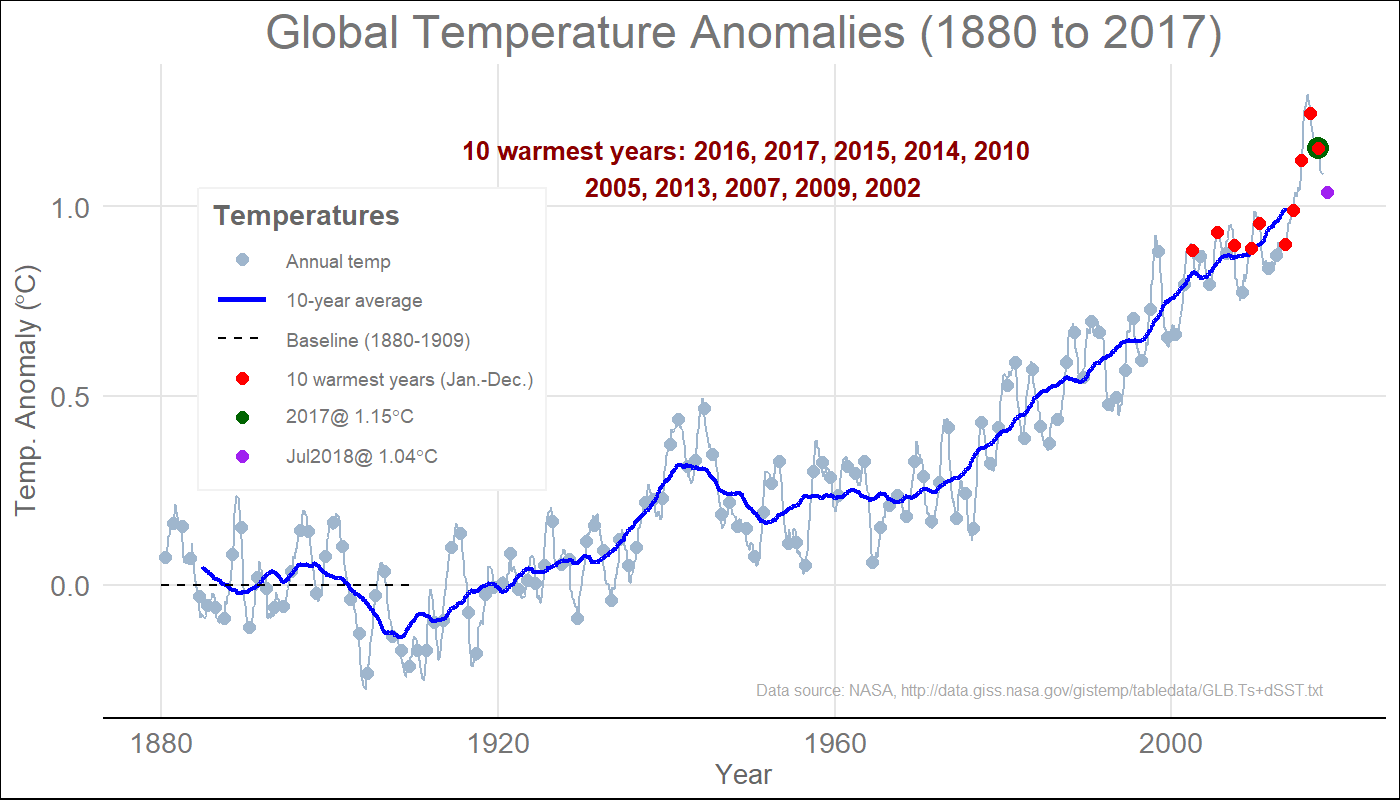 Global Temperature Anomalies (1880 to 2017)
10 warmest years: 2016, 2017, 2015, 2014, 2010
2005, 2013, 2007, 2009, 2002
Temperatures
Annual temp
10-year average
Baseline (1880-1909)
10 warmest years (Jan.-Dec.)
2017@ 1.15°C
Jul2018@ 1.04°C
Temp. Anomaly (°C)
1.0
0.5
0.0
Data source: NASA, http://data.giss.nasa.gov/gistemp/tabledata/GLB.Ts+dSST.txt
1880 1920 1960 2000
Year